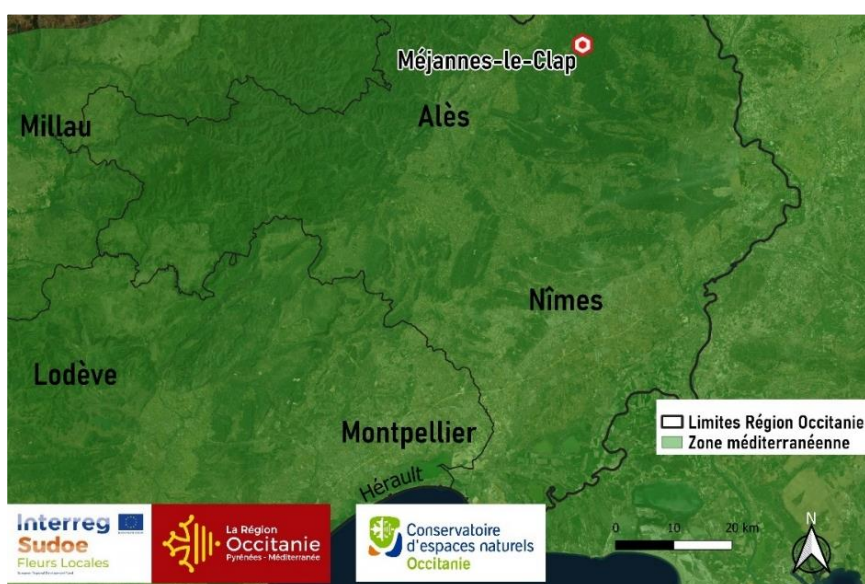 Méjannes-le-Clap
Alès
Millau
Nîmes
Lodève
Montpellier
Hérault
Limites Région Occitanie
Zone méditerranéenne
0 10 20 km
N
Interreg
Sudoe
Fleurs Locales
La Région
Occitanie
Pyrénées - Méditerranée
Conservatoire
d'espaces naturels
Occitanie